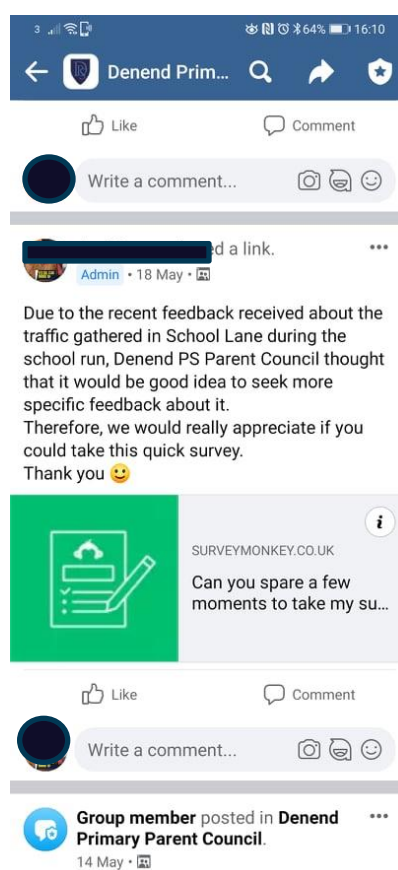 3 64% 16:10
Denend Prim...
Like Comment
Write a comment...
ed a link.
Admin • 18 May •
Due to the recent feedback received about the
traffic gathered in School Lane during the
school run, Denend PS Parent Council thought
that it would be good idea to seek more
specific feedback about it.
Therefore, we would really appreciate if you
could take this quick survey.
Thank you 🙂
SURVEYMONKEY.CO.UK
Can you spare a few
moments to take my su...
Like Comment
Write a comment...
Group member posted in Denend
Primary Parent Council.
14 May •